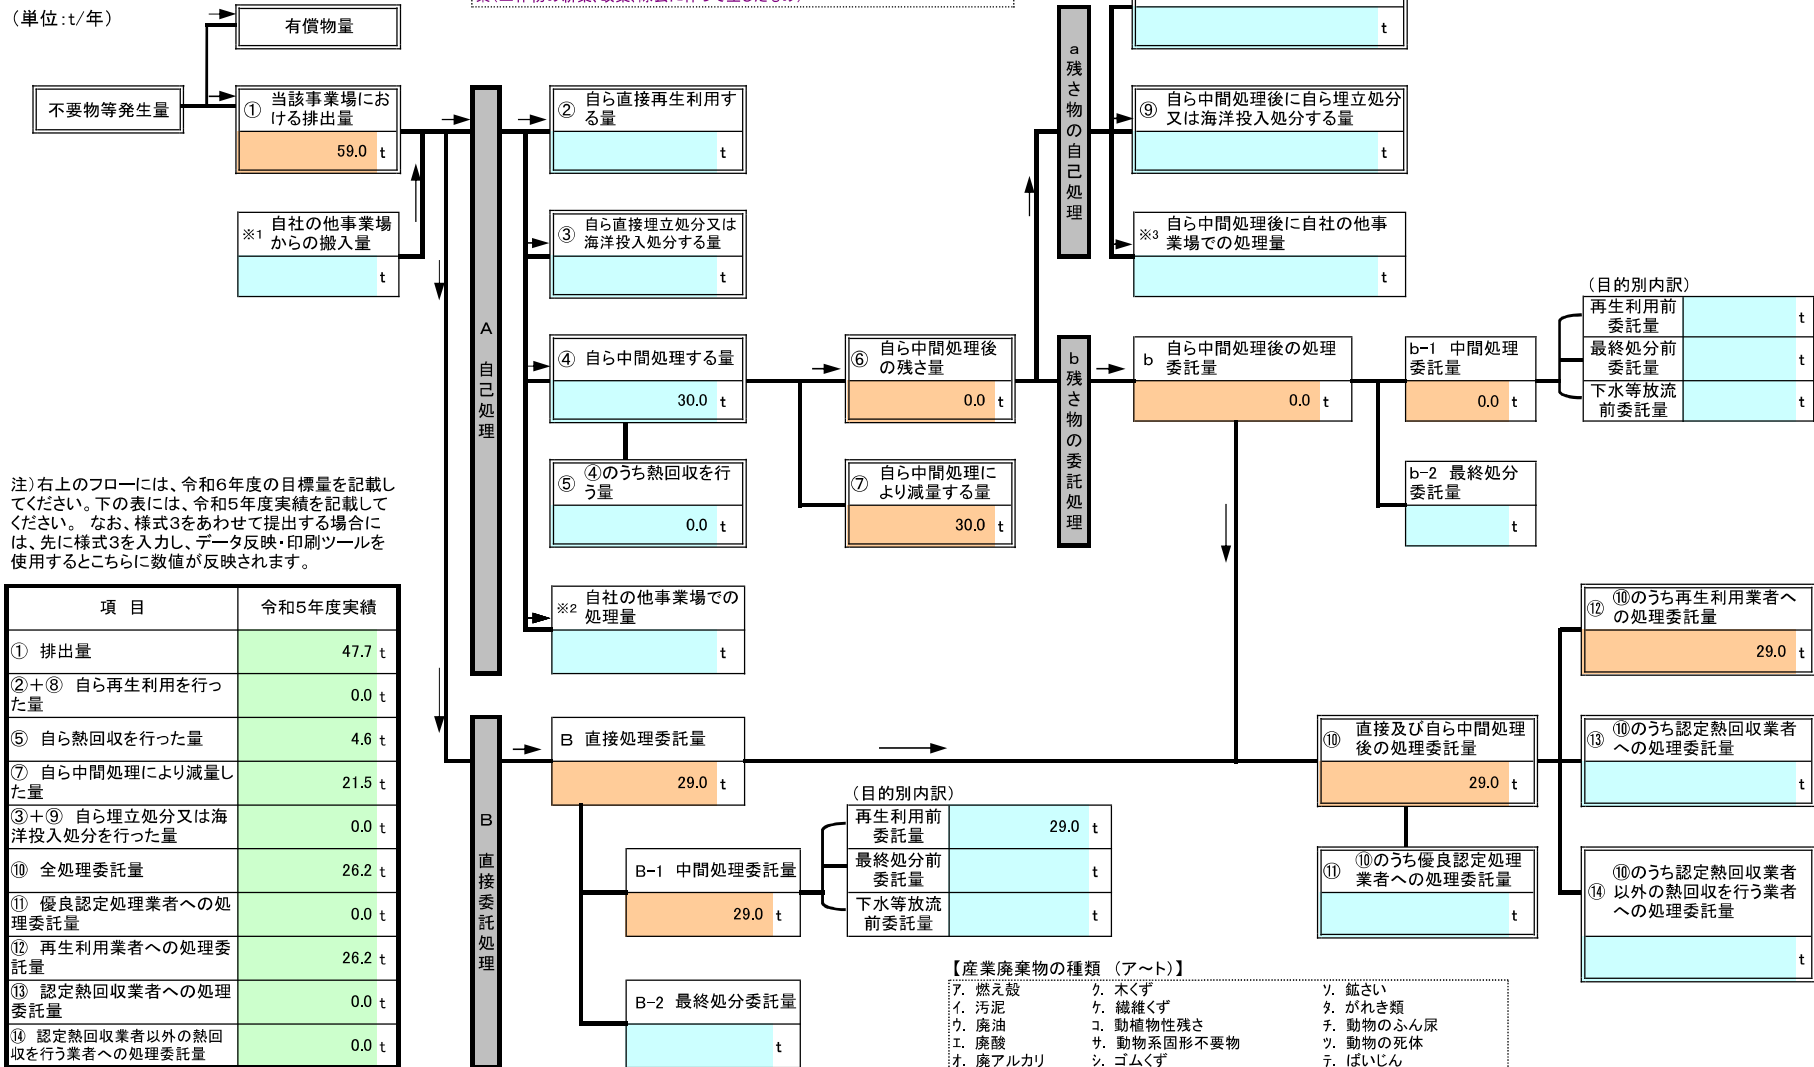 (単位:t/年)
有償物量
不要物等発生量
① 当該事業場にお
ける排出量
59.0 t
※1 自社の他事業場
からの搬入量
t
A 自己処理
② 自ら直接再生利用す
る量
t
③ 自ら直接埋立処分又は
海洋投入処分する量
t
④ 自ら中間処理する量
30.0 t
⑤ ④のうち熱回収を行
う量
0.0 t
※2 自社の他事業場での
処理量
t
⑥ 自ら中間処理後
の残さ量
0.0 t
⑦ 自ら中間処理に
より減量する量
30.0 t
a 残さ物の自己処理
t
⑨ 自ら中間処理後に自ら埋立処分
又は海洋投入処分する量
t
※3 自ら中間処理後に自社の他事
業場での処理量
t
b 残さ物の委託処理
b 自ら中間処理後の処理
委託量
0.0 t
b-1 中間処理
委託量
0.0 t
(目的別内訳)
再生利用前
委託量
t
最終処分前
委託量
t
下水等放流
前委託量
t
b-2 最終処分
委託量
t
注)右上のフローには、令和6年度の目標量を記載し
てください。下の表には、令和5年度実績を記載して
ください。 なお、様式3をあわせて提出する場合に
は、先に様式3を入力し、データ反映・印刷ツールを
使用するとこちらに数値が反映されます。
項 目 令和5年度実績
① 排出量 47.7 t
②+⑧ 自ら再生利用を行っ
た量 0.0 t
⑤ 自ら熱回収を行った量 4.6 t
⑦ 自ら中間処理により減量し
た量 21.5 t
③+⑨ 自ら埋立処分又は海
洋投入処分を行った量 0.0 t
⑩ 全処理委託量 26.2 t
⑪ 優良認定処理業者への処
理委託量 0.0 t
⑫ 再生利用業者への処理委
託量 26.2 t
⑬ 認定熱回収業者への処理
委託量 0.0 t
⑭ 認定熱回収業者以外の熱回
収を行う業者への処理委託量 0.0 t
B 直接委託処理
B 直接処理委託量
29.0 t
B-1 中間処理委託量
29.0 t
(目的別内訳)
再生利用前
委託量
29.0 t
最終処分前
委託量
t
下水等放流
前委託量
t
B-2 最終処分委託量
t
⑩ 直接及び自ら中間処理
後の処理委託量
29.0 t
⑪ ⑩のうち優良認定処理
業者への処理委託量
t
⑫ ⑩のうち再生利用業者へ
の処理委託量
29.0 t
⑬ ⑩のうち認定熱回収業者
への処理委託量
t
⑭ ⑩のうち認定熱回収業者
以外の熱回収を行う業者
への処理委託量
t
【産業廃棄物の種類 (ア~ト)】
ア. 燃え殻 ク. 木くず ソ. 鉱さい
イ. 汚泥 ケ. 繊維くず タ. がれき類
ウ. 廃油 コ. 動植物性残さ チ. 動物のふん尿
エ. 廃酸 サ. 動物系固形不要物 ツ. 動物の死体
オ. 廃アルカリ シ. ゴムくず テ. ばいじん